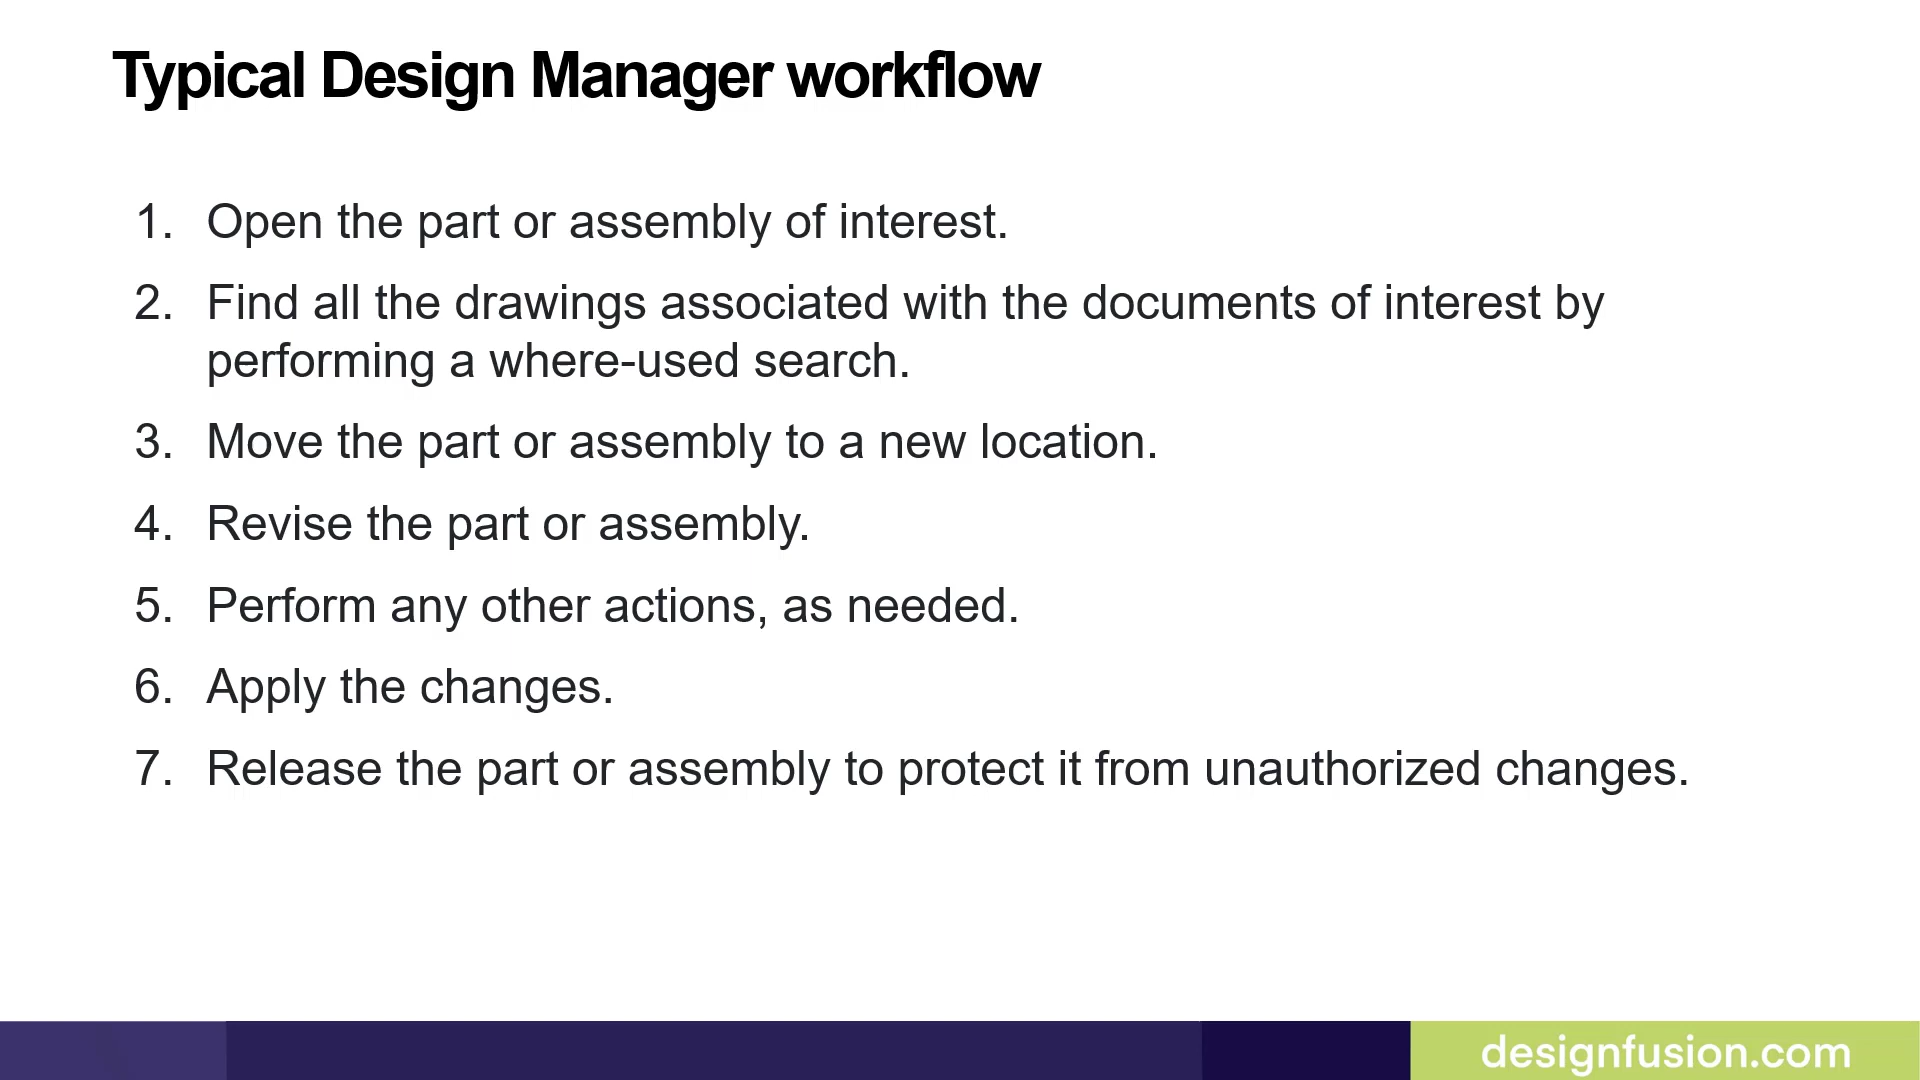 Typical Design Manager workflow
1. Open the part or assembly of interest.
2. Find all the drawings associated with the documents of interest by
performing a where-used search.
3. Move the part or assembly to a new location.
4. Revise the part or assembly.
5. Perform any other actions, as needed.
6. Apply the changes.
7. Release the part or assembly to protect it from unauthorized changes.
designfusion.com